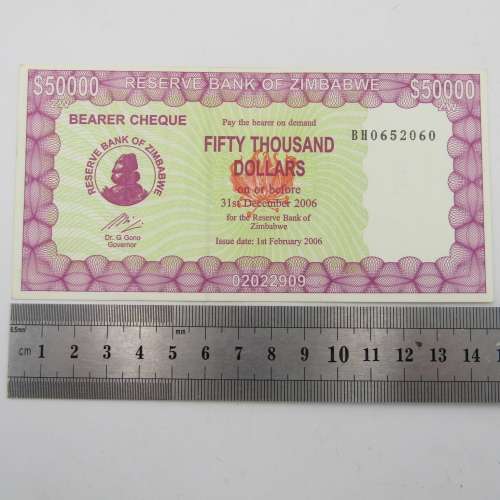 $50000 RESERVE BANK OF ZIMBABWE $50000
ZW ZW
BEARER CHEQUE
Pay the bearer on demand
BH0652060
FIFTY THOUSAND
DOLLARS
on or before
31st December 2006
for the Reserve Bank of
Zimbabwe
Issue date: 1st February 2006
RESERVE BANK OF ZIMBABWE
Dr. G Gono
Governor
02022909
0.5mm mm
cm 1 2 3 4 5 6 7 8 9 10 11 12 13 14